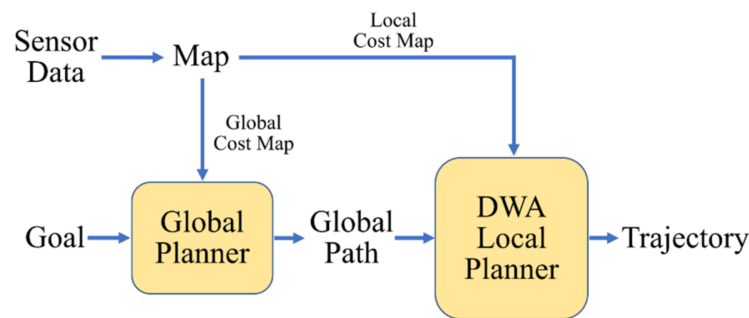 Local
Cost Map
Sensor
Data
Map
Global
Cost Map
Goal
Global
Planner
Global
Path
DWA
Local
Planner
Trajectory